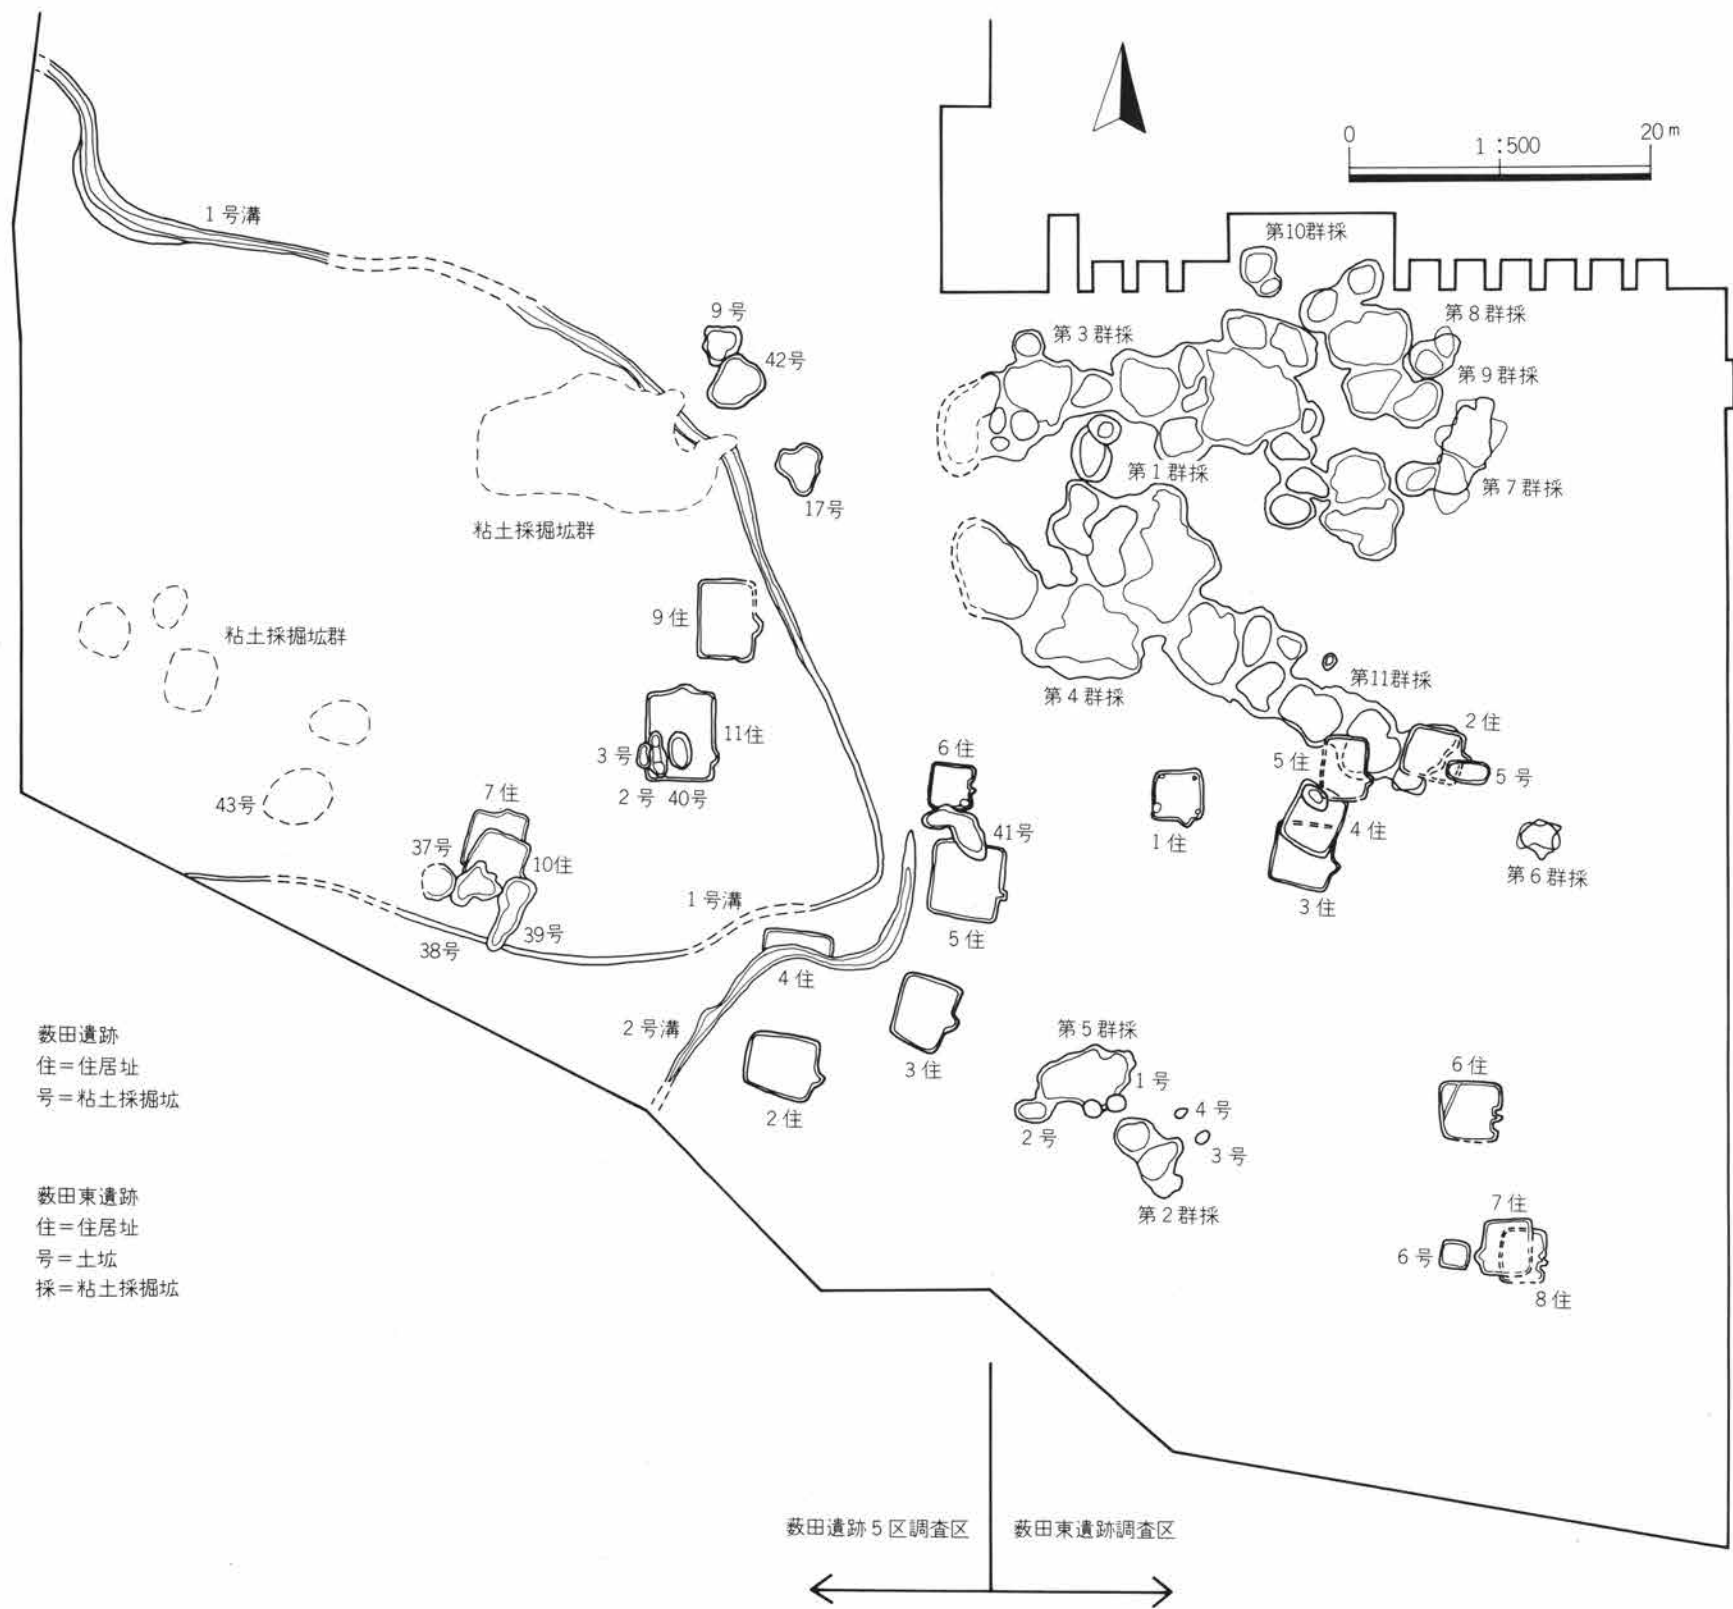 0
20 m
1:500
1号溝
第10群採
9号
第3群採
第8群採
42号
第9群採
第1群採
17号
第7群採
粘土採掘坑群
9住
粘土採掘坑群
第11群採
第4群採
2住
11住
6住
5住
3号
5号
2号
40号
43号
7住
41号
1住
4住
37号
10住
第6群採
1号溝
3住
39号
5住
38号
4住
2号溝
第5群採
3住
6住
1号
2住
2号
4号
3号
第2群採
7住
6号
8住
薮田遺跡
住=住居址
号=粘土採掘坑
薮田東遺跡
住=住居址
号=土坑
採=粘土採掘坑
薮田遺跡5区調査区
薮田東遺跡調査区